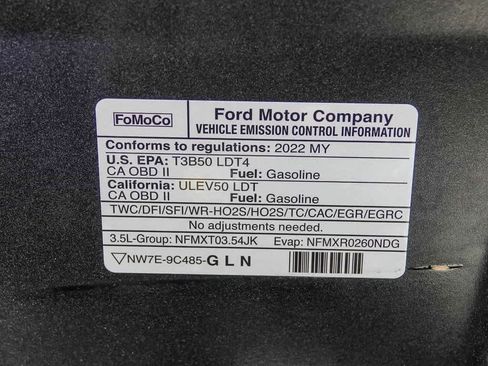 FoMoCo
Ford Motor Company
VEHICLE EMISSION CONTROL INFORMATION
Conforms to regulations: 2022 MY
U.S. EPA: T3B50 LDT4
CA OBD II Fuel: Gasoline
California: ULEV50 LDT
CA OBD II Fuel: Gasoline
TWC/DFI/SFI/WR-HO2S/HO2S/TC/CAC/EGR/EGRC
No adjustments needed.
3.5L-Group: NFMXT03.54JK Evap: NFMXR0260NDG
NW7E-9C485-GLN